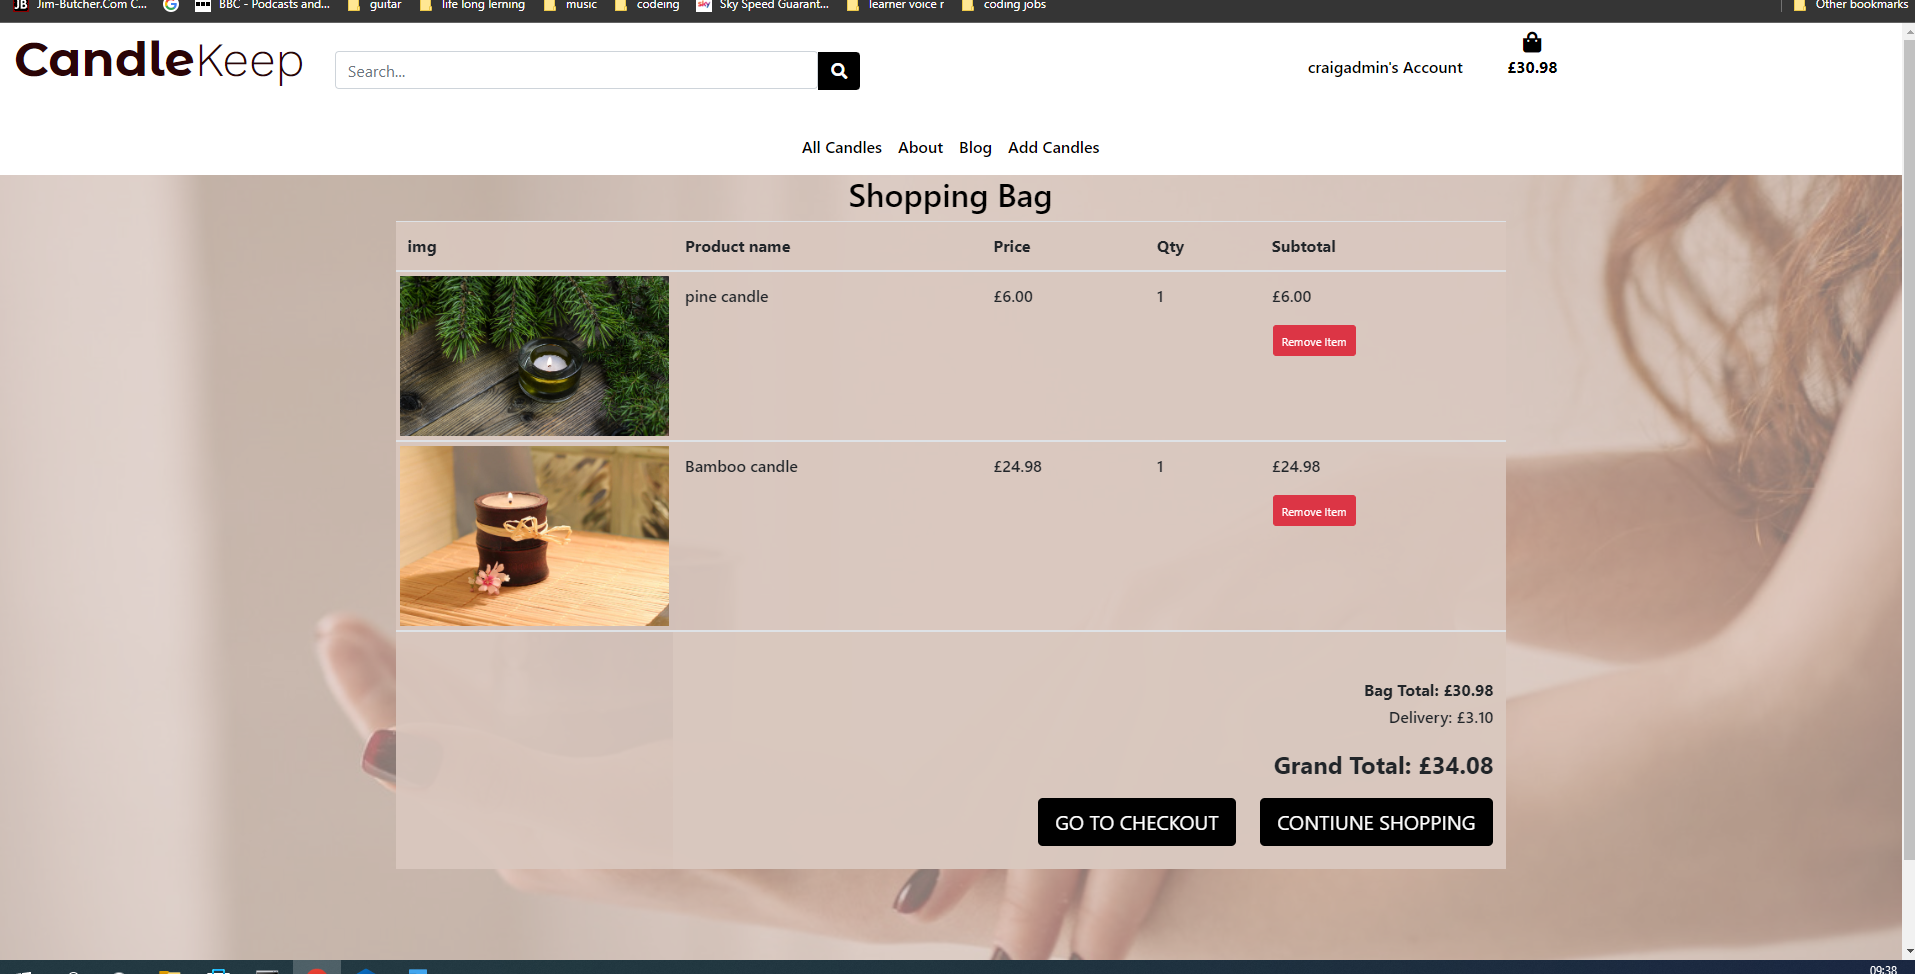 JB Jim-Butcher.Com C... BBC - Podcasts and... guitar life long lerning music codeing sky Sky Speed Guarant... learner voice r coding jobs Other bookmarks
CandleKeep
Search...
craigadmin's Account
£30.98
All Candles About Blog Add Candles
Shopping Bag
img Product name Price Qty Subtotal
pine candle £6.00 1 £6.00
Remove Item
Bamboo candle £24.98 1 £24.98
Remove Item
Bag Total: £30.98
Delivery: £3.10
Grand Total: £34.08
GO TO CHECKOUT CONTIUNE SHOPPING
09:38